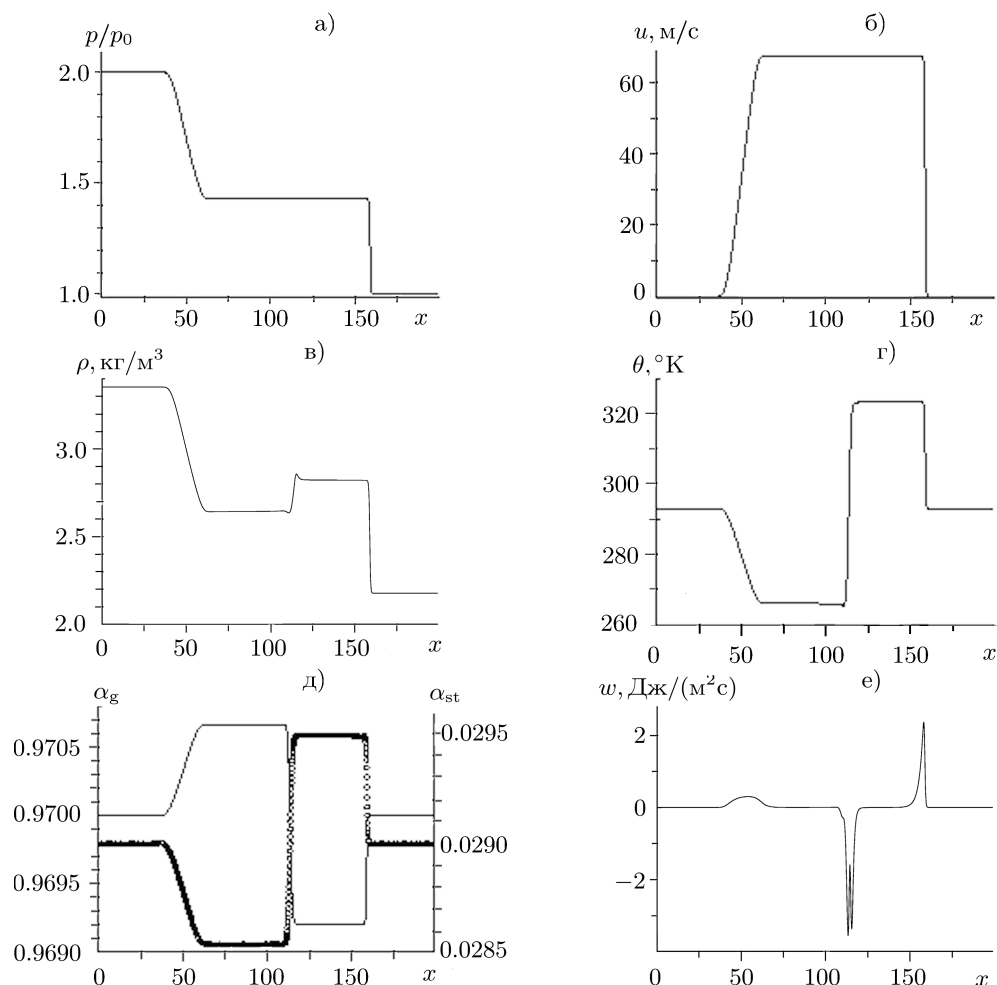 а) б)
p/p₀ u, м/с
2.0
1.5
1.0
0 50 100 150 x
60
40
20
0
0 50 100 150 x
в) г)
ρ, кг/м³ θ, °К
3.0
2.5
2.0
0 50 100 150 x
320
300
280
260
0 50 100 150 x
д) е)
α_g α_st w, Дж/(м²с)
0.9705
0.9700
0.9695
0.9690
0.0295
0.0290
0.0285
0 50 100 150 x
2
0
−2
0 50 100 150 x